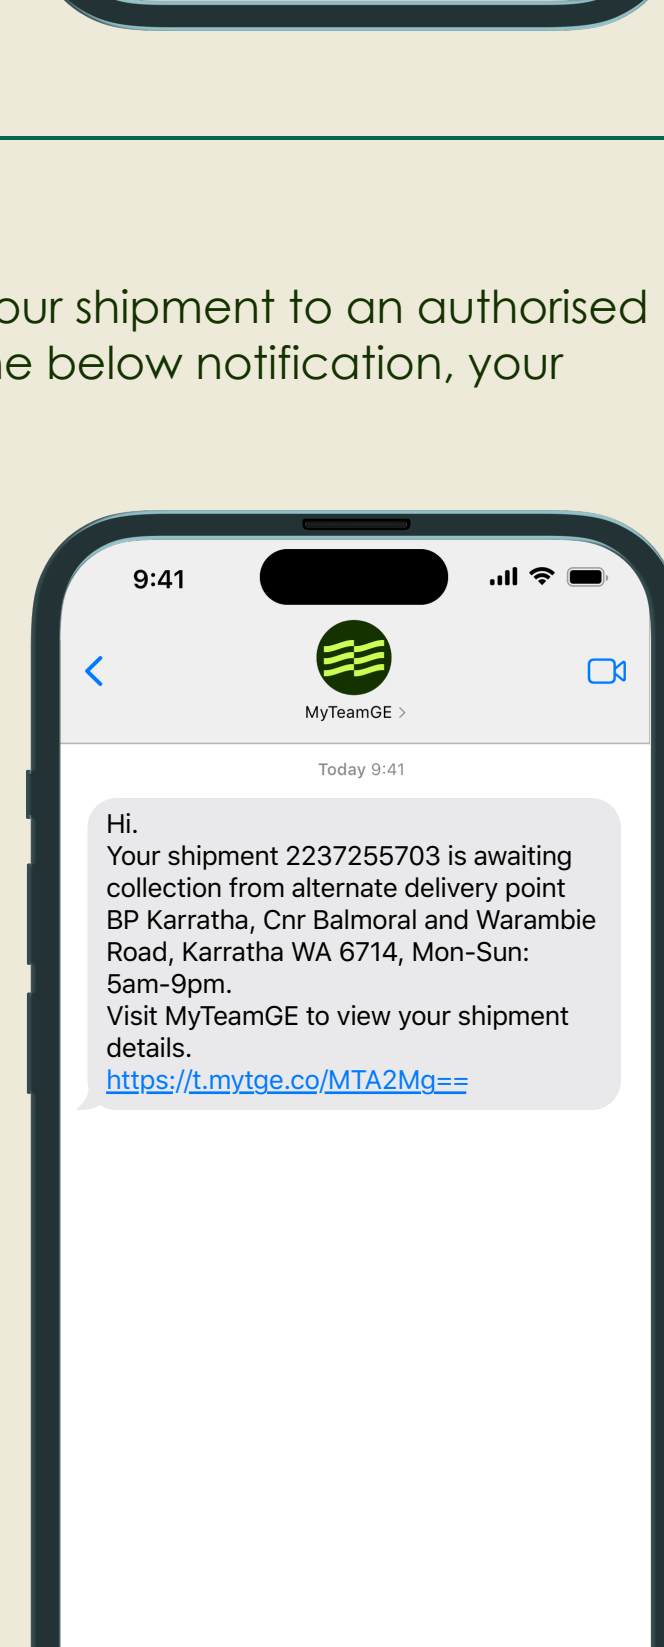 our shipment to an authorised
below notification, your
9:41
MyTeamGE >
Today 9:41
Hi.
Your shipment 2237255703 is awaiting
collection from alternate delivery point
BP Karratha, Cnr Balmoral and Warambie
Road, Karratha WA 6714, Mon-Sun:
5am-9pm.
Visit MyTeamGE to view your shipment
details.
https://t.mytge.co/MTA2Mg==